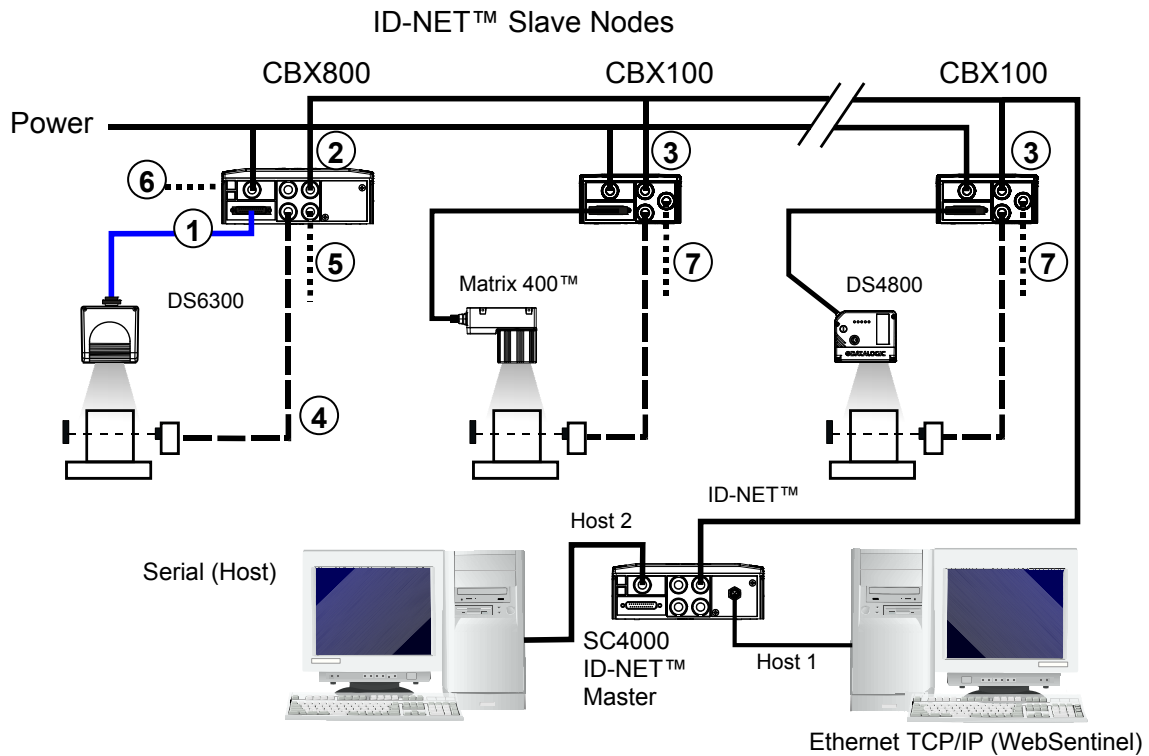 ID-NET™ Slave Nodes
CBX800
CBX100
CBX100
Power
2
3
3
6
1
5
7
7
DS6300
Matrix 400™
DS4800
DATALOGIC
4
ID-NET™
Host 2
Serial (Host)
SC4000
ID-NET™
Master
Host 1
Ethernet TCP/IP (WebSentinel)